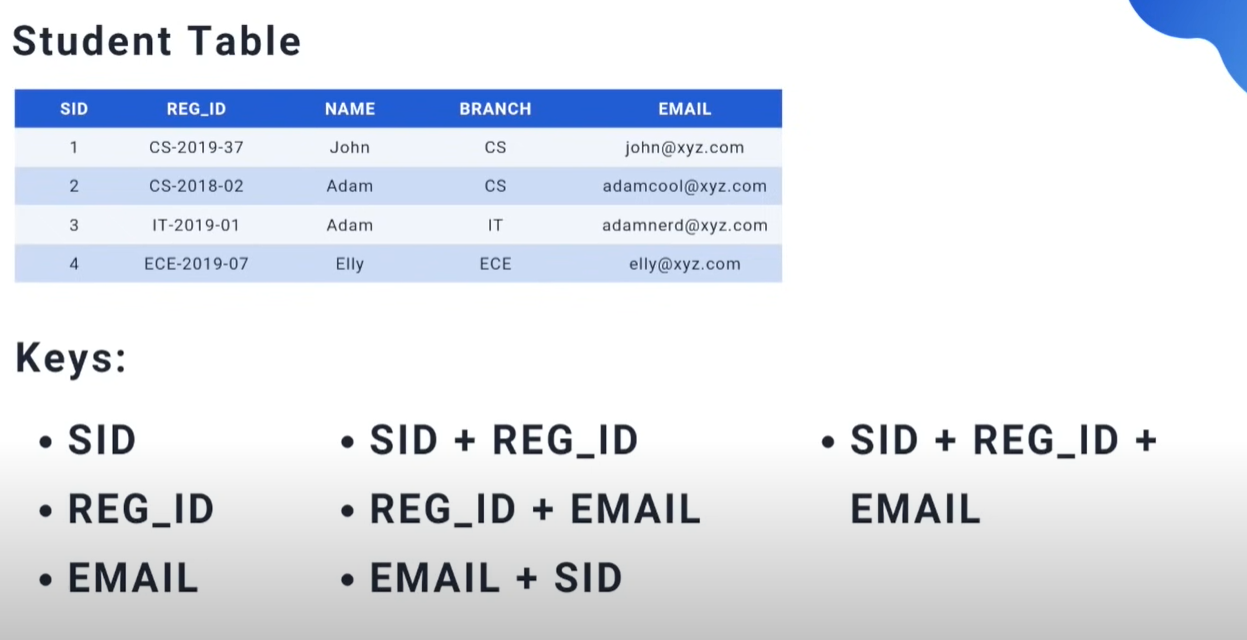 Student Table
SID REG_ID NAME BRANCH EMAIL
1 CS-2019-37 John CS john@xyz.com
2 CS-2018-02 Adam CS adamcool@xyz.com
3 IT-2019-01 Adam IT adamnerd@xyz.com
4 ECE-2019-07 Elly ECE elly@xyz.com
Keys:
• SID
• REG_ID
• EMAIL
• SID + REG_ID
• REG_ID + EMAIL
• EMAIL + SID
• SID + REG_ID +
EMAIL